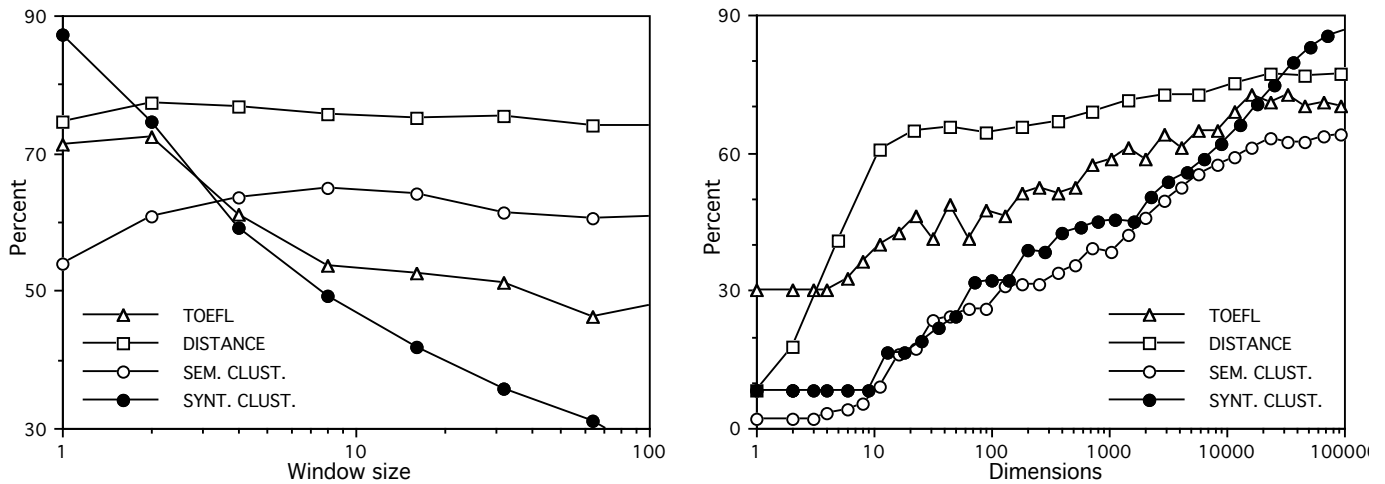 90
70
50
30
Percent
1
10
100
Window size
TOEFL
DISTANCE
SEM. CLUST.
SYNT. CLUST.
90
60
30
0
Percent
1
10
100
1000
10000
100000
Dimensions
TOEFL
DISTANCE
SEM. CLUST.
SYNT. CLUST.